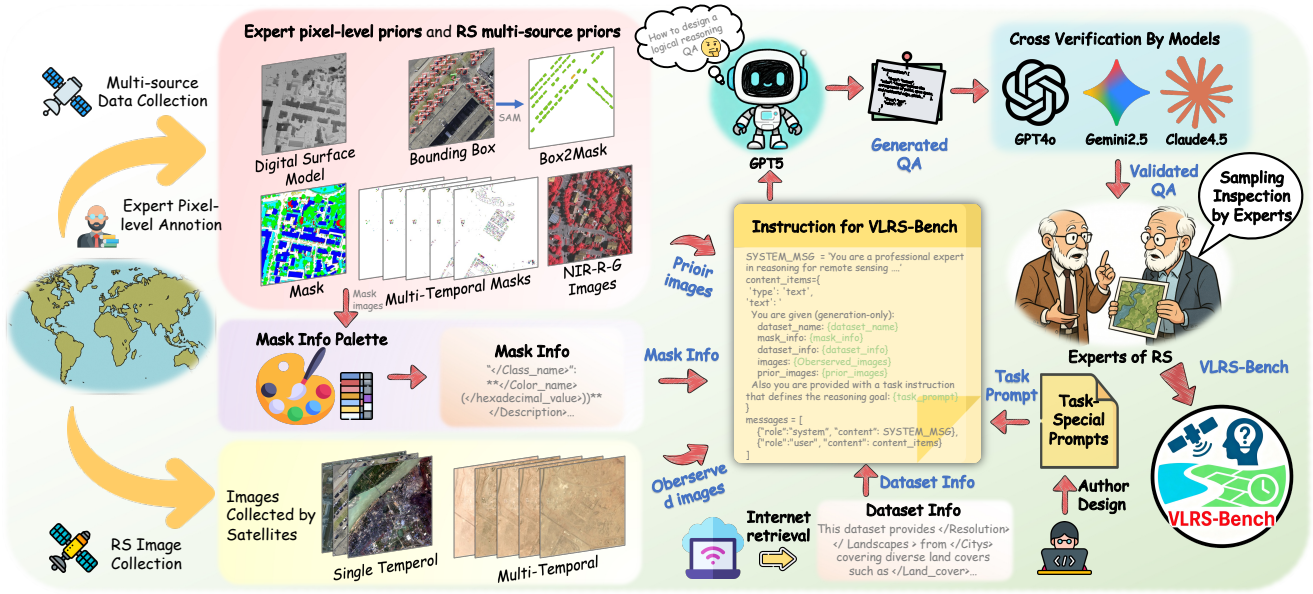 Expert pixel-level priors and RS multi-source priors
Multi-source
Data Collection
Expert Pixel-
level Annotion
RS Image
Collection
Digital Surface
Model
Bounding Box
SAM
Box2Mask
Mask
Multi-Temporal Masks
NIR-R-G
Images
Mask
images
Mask Info Palette
Mask Info
"</Class_name>":
**</Color_name>
(</hexadecimal_value>))**
</Description>...
Images
Collected by
Satellites
Single Temperol
Multi-Temporal
Prioir
images
Mask Info
Oberserve
d images
How to design a
logical reasoning
QA
GPT5
Generated
QA
Cross Verification By Models
GPT4o
Gemini2.5
Claude4.5
Validated
QA
Sampling
Inspection
by Experts
Experts of RS
VLRS-Bench
VLRS-Bench
Instruction for VLRS-Bench
SYSTEM_MSG = 'You are a professional expert
in reasoning for remote sensing ....'
content_items={
'type': 'text',
'text': '
You are given (generation-only):
dataset_name: {dataset_name}
mask_info: {mask_info}
dataset_info: {dataset_info}
images: {Oberserved_images}
prior_images: {prior_images}
Also you are provided with a task instruction
that defines the reasoning goal: {task_prompt}
}
messages = [
{"role":"system", "content": SYSTEM_MSG},
{"role":"user", "content": content_items}
]
Task
Prompt
Task-
Special
Prompts
Author
Design
Dataset Info
Internet
retrieval
Dataset Info
This dataset provides </Resolution>
</ Landscapes > from </Citys>
covering diverse land covers
such as </Land_cover>...